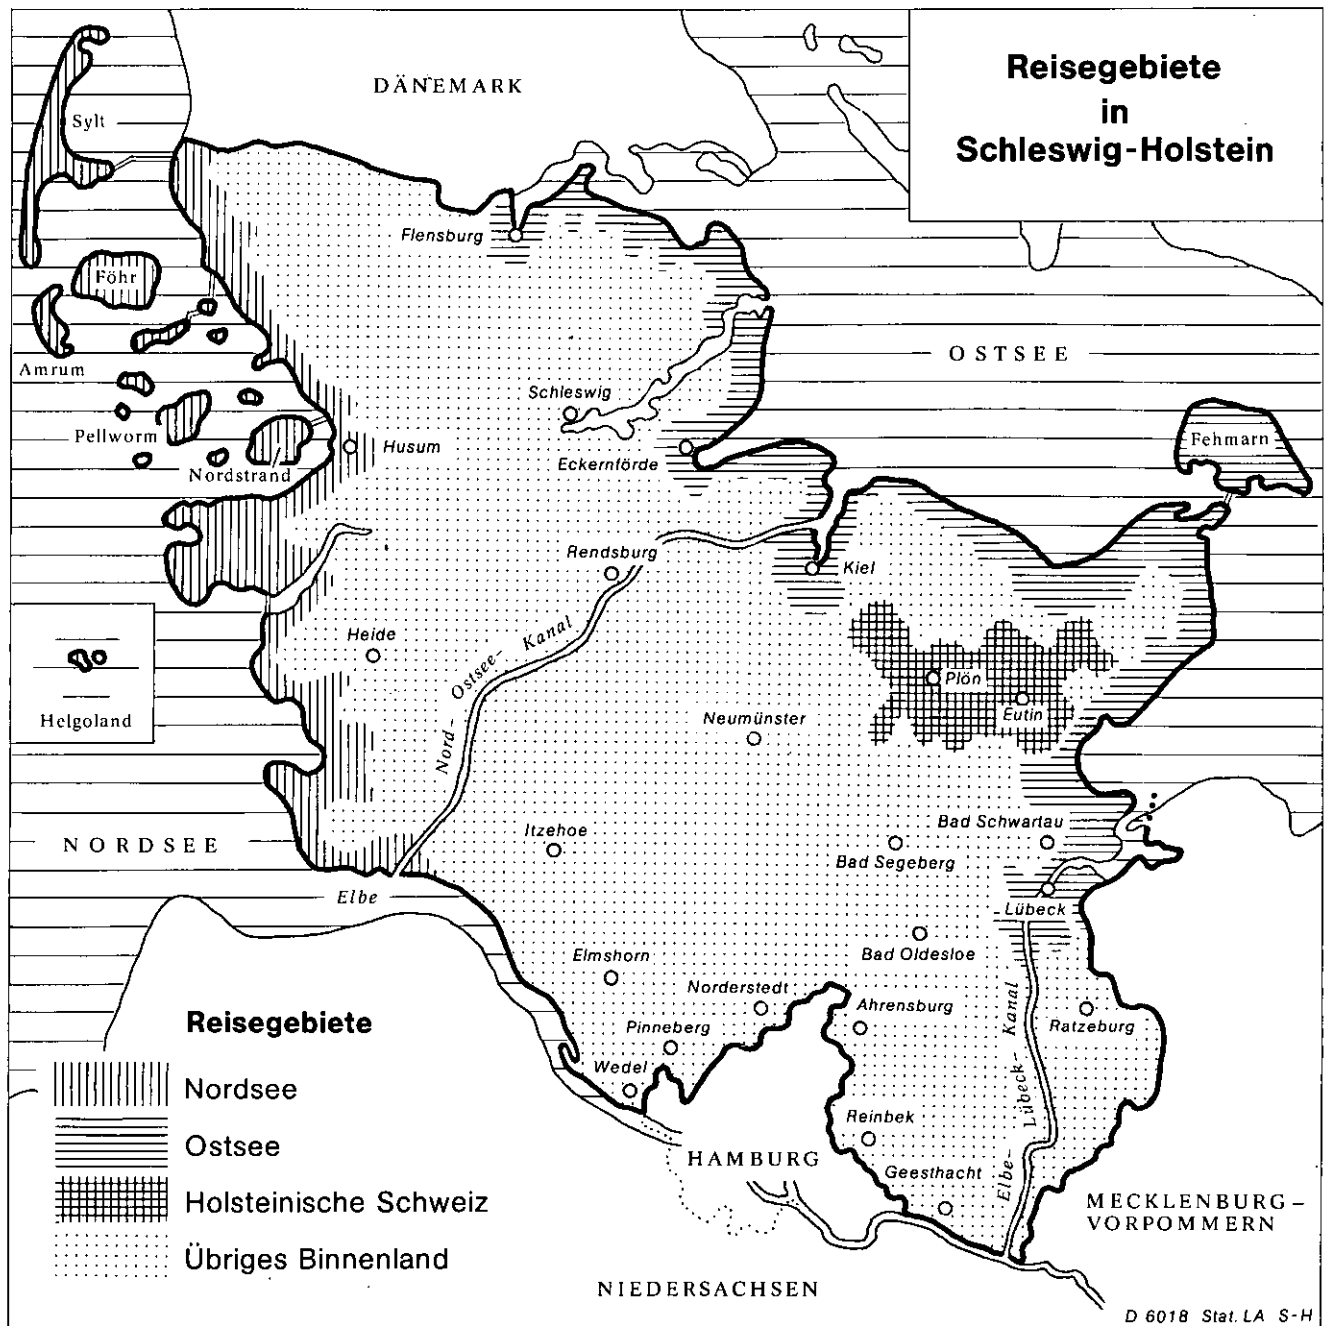 Reisegebiete
in
Schleswig-Holstein
DÄNEMARK
Sylt
Flensburg
Föhr
OSTSEE
Amrum
Schleswig
Fehmarn
Pellworm
Husum
Eckernförde
Nordstrand
Rendsburg
Kiel
Heide
Nord-Ostsee-Kanal
Plön
Helgoland
Neumünster
Eutin
NORDSEE
Itzehoe
Bad Schwartau
Bad Segeberg
Elbe
Lübeck
Elmshorn
Bad Oldesloe
Norderstedt
Ahrensburg
Elbe-Lübeck-Kanal
Ratzeburg
Pinneberg
Wedel
Reinbek
HAMBURG
Geesthacht
MECKLENBURG–
VORPOMMERN
NIEDERSACHSEN
Reisegebiete
Nordsee
Ostsee
Holsteinische Schweiz
Übriges Binnenland
D 6018 Stat. LA S-H